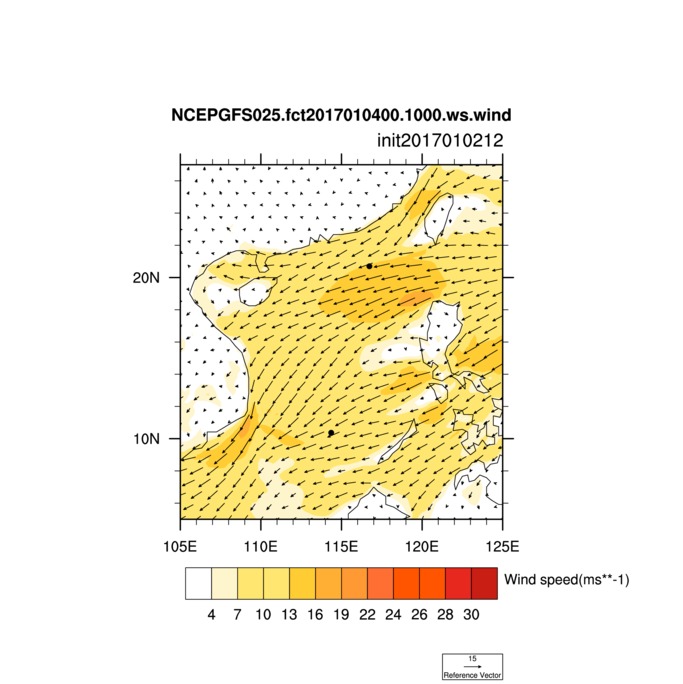 NCEPGFS025.fct2017010400.1000.ws.wind
init2017010212
20N
10N
105E 110E 115E 120E 125E
Wind speed(ms**-1)
4 7 10 13 16 19 22 24 26 28 30
15
Reference Vector